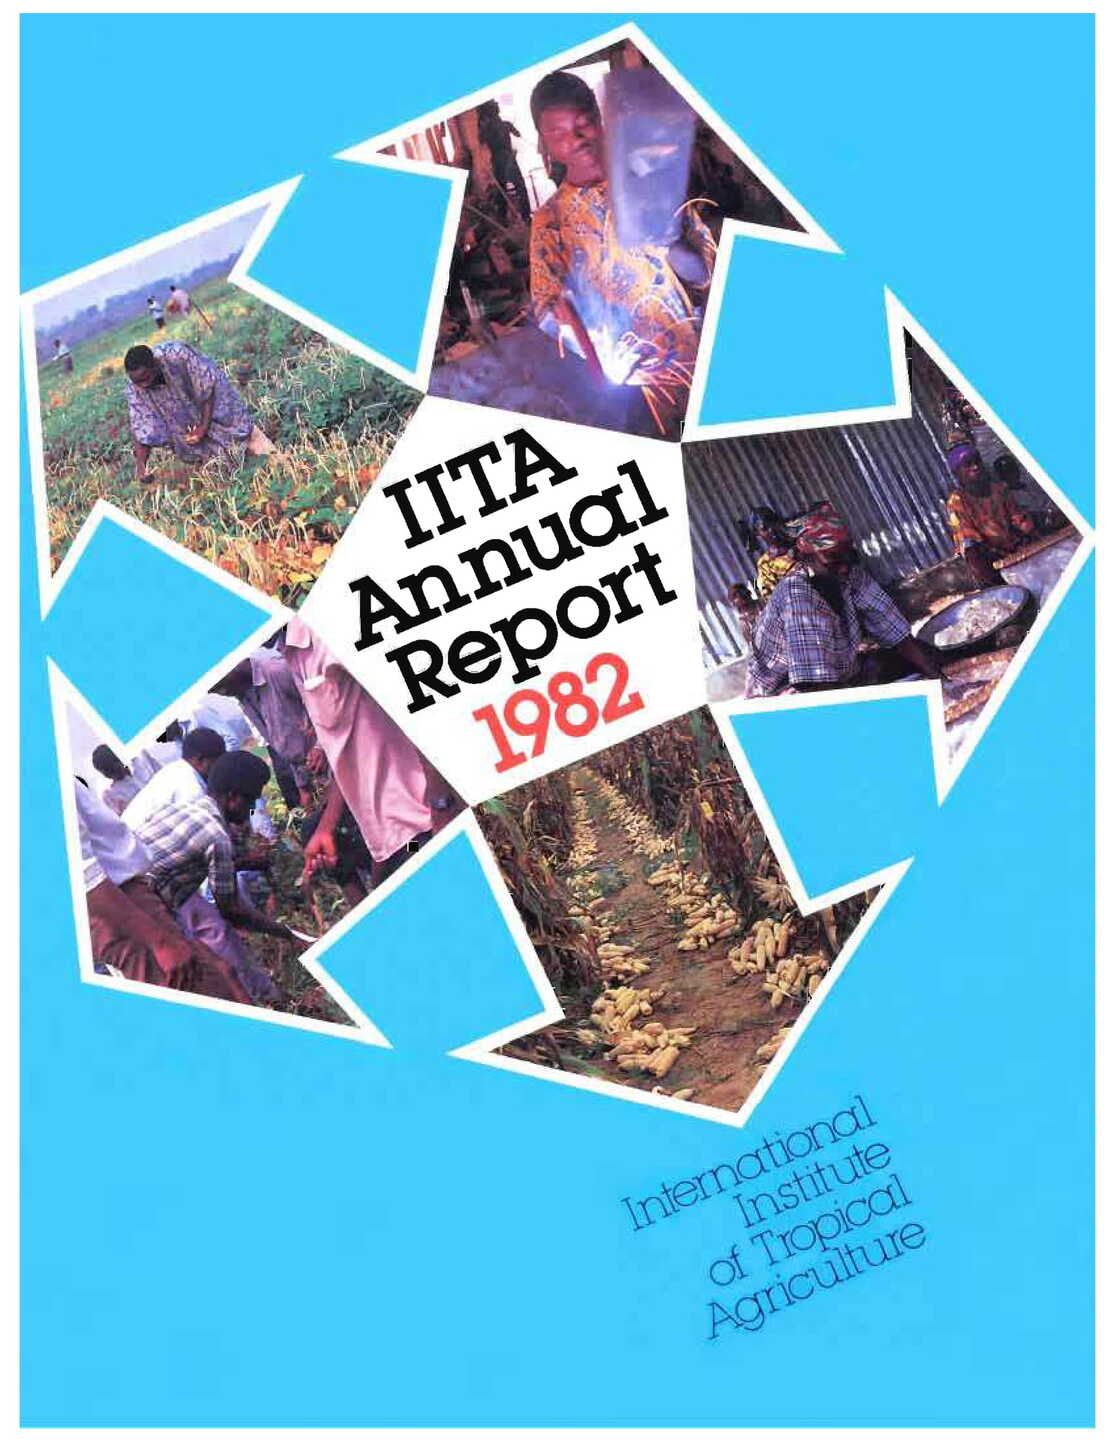 IITA
Annual
Report
1982
International
Institute
of Tropical
Agriculture